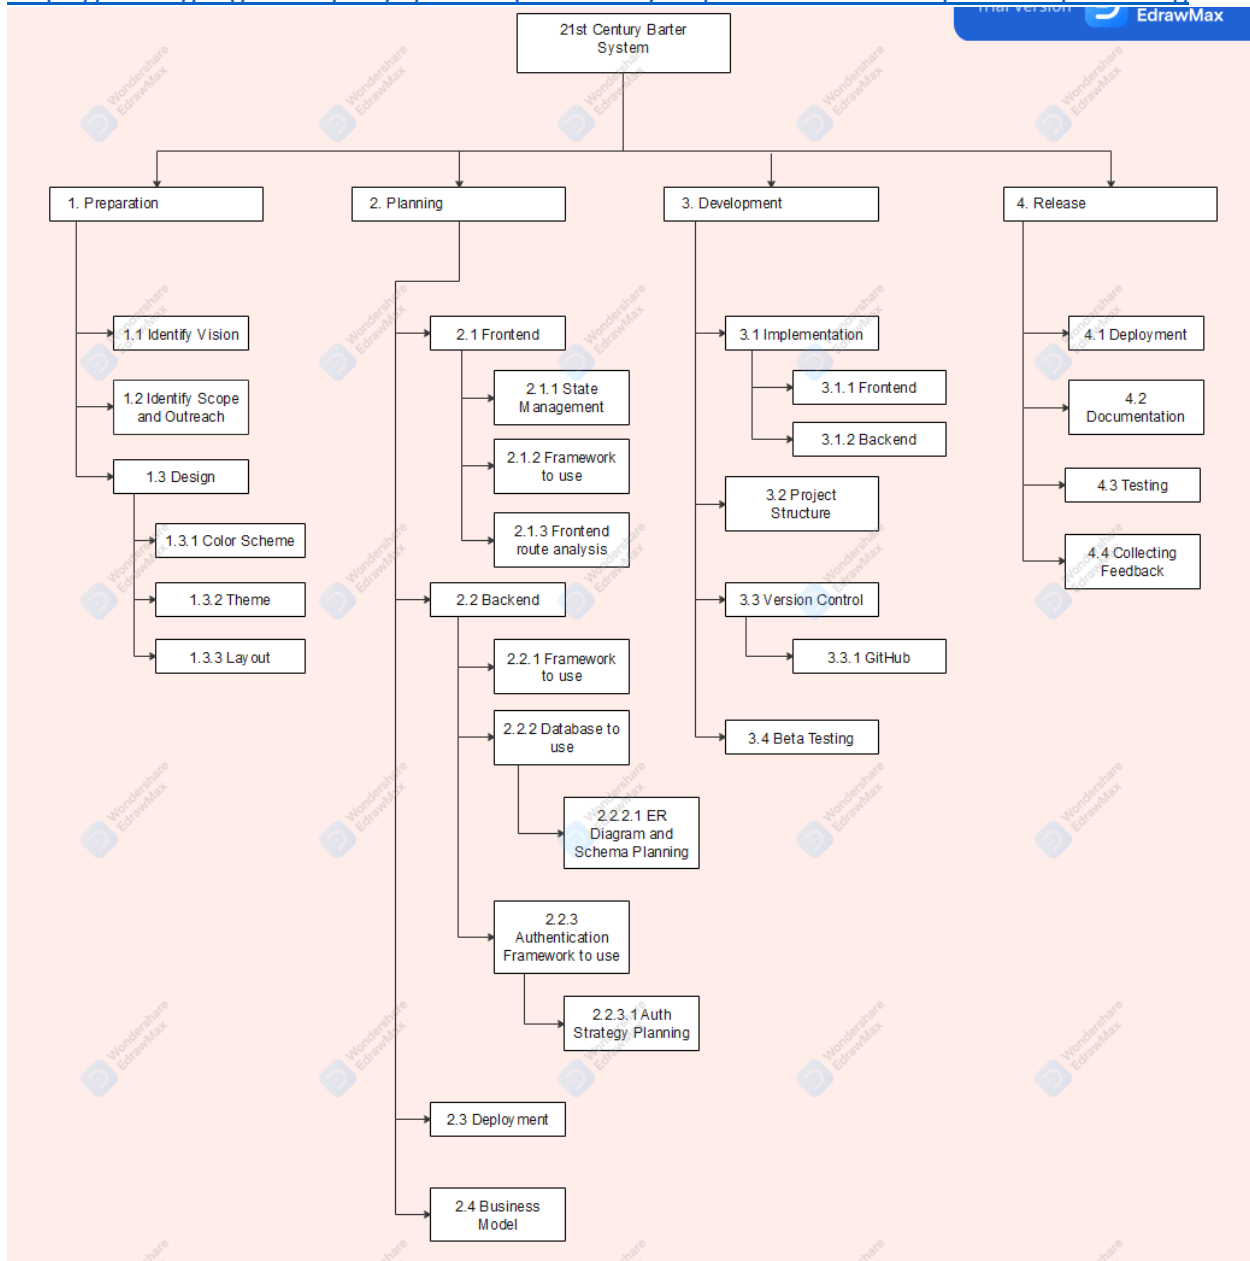 Trial Version
EdrawMax
21st Century Barter
System
1. Preparation
2. Planning
3. Development
4. Release
1.1 Identify Vision
1.2 Identify Scope
and Outreach
1.3 Design
1.3.1 Color Scheme
1.3.2 Theme
1.3.3 Layout
2.1 Frontend
2.1.1 State
Management
2.1.2 Framework
to use
2.1.3 Frontend
route analysis
2.2 Backend
2.2.1 Framework
to use
2.2.2 Database to
use
2.2.2.1 ER
Diagram and
Schema Planning
2.2.3
Authentication
Framework to use
2.2.3.1 Auth
Strategy Planning
2.3 Deployment
2.4 Business
Model
3.1 Implementation
3.1.1 Frontend
3.1.2 Backend
3.2 Project
Structure
3.3 Version Control
3.3.1 GitHub
3.4 Beta Testing
4.1 Deployment
4.2
Documentation
4.3 Testing
4.4 Collecting
Feedback
Wondershare
EdrawMax